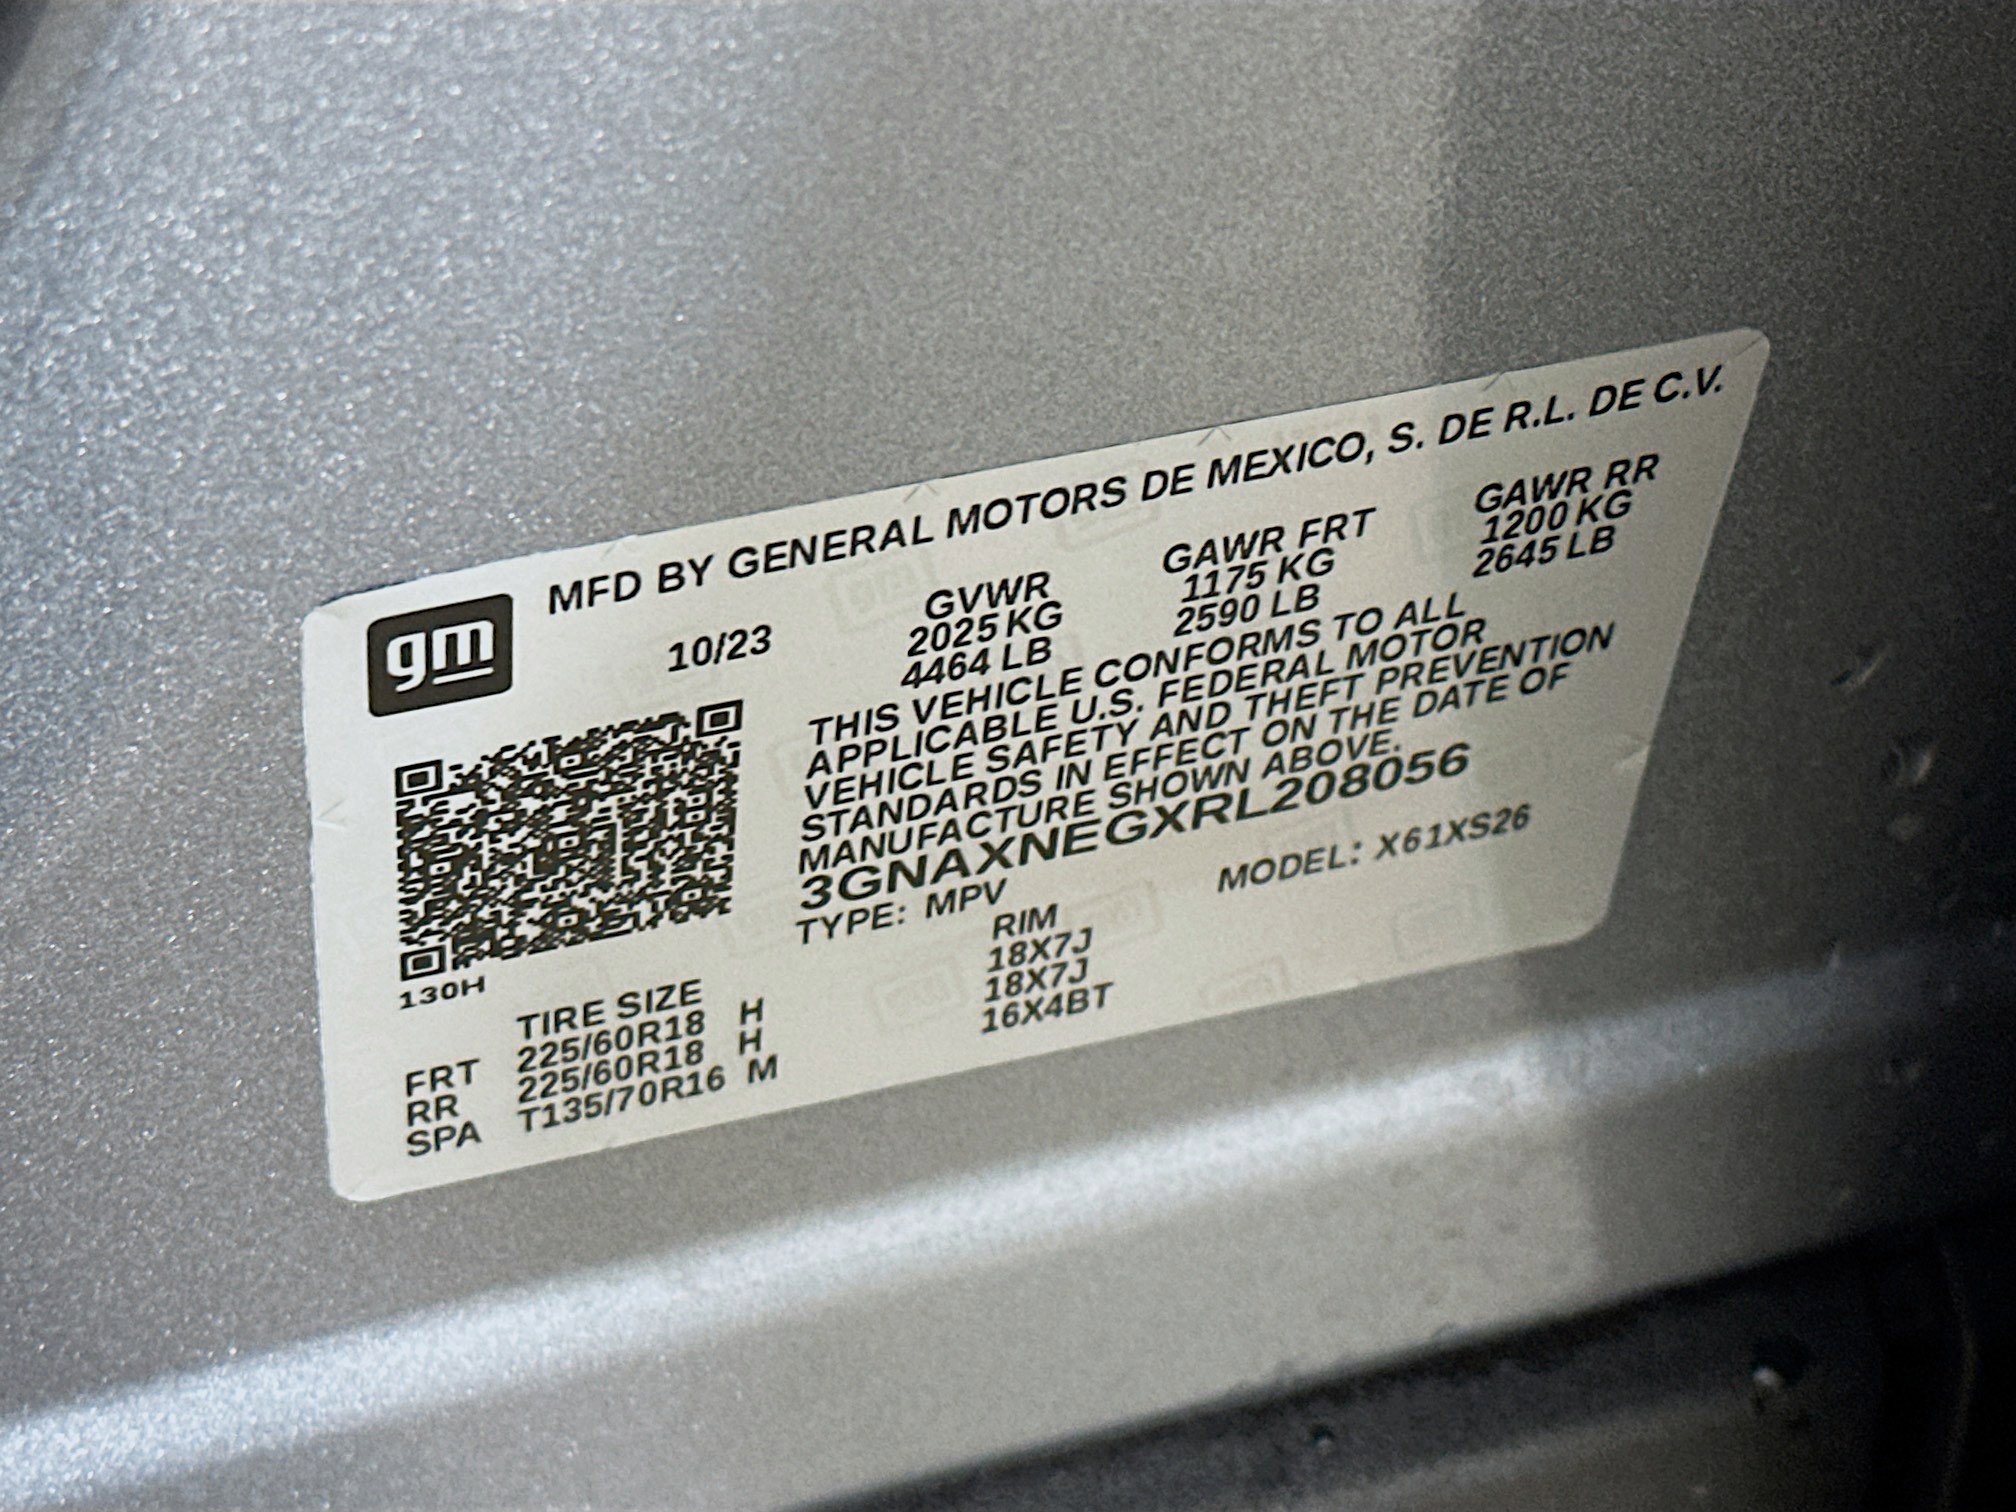 gm
MFD BY GENERAL MOTORS DE MEXICO, S. DE R.L. DE C.V.
10/23 GVWR GAWR FRT GAWR RR
2025 KG 1175 KG 1200 KG
4464 LB 2590 LB 2645 LB
THIS VEHICLE CONFORMS TO ALL
APPLICABLE U.S. FEDERAL MOTOR
VEHICLE SAFETY AND THEFT PREVENTION
STANDARDS IN EFFECT ON THE DATE OF
MANUFACTURE SHOWN ABOVE.
3GNAXNEGXRL208056
TYPE: MPV MODEL: X61XS26
130H
TIRE SIZE RIM
FRT 225/60R18 H 18X7J
RR 225/60R18 H 18X7J
SPA T135/70R16 M 16X4BT